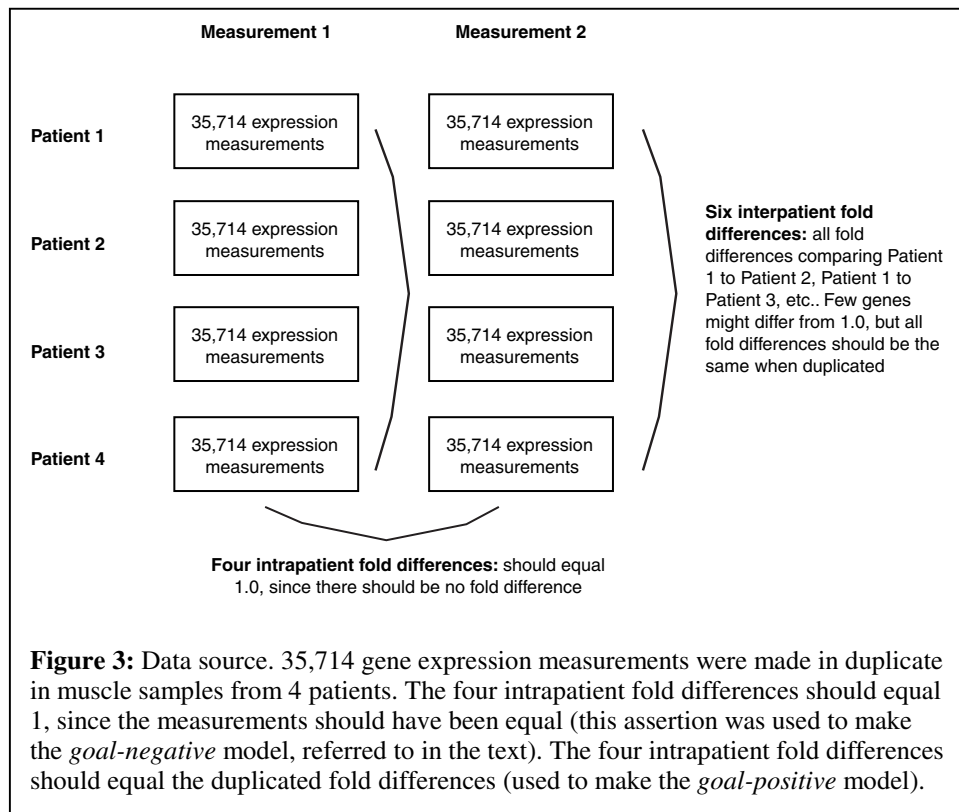 Measurement 1 Measurement 2
Patient 1
35,714 expression
measurements
35,714 expression
measurements
Patient 2
35,714 expression
measurements
35,714 expression
measurements
Patient 3
35,714 expression
measurements
35,714 expression
measurements
Patient 4
35,714 expression
measurements
35,714 expression
measurements
Six interpatient fold
differences: all fold
differences comparing Patient
1 to Patient 2, Patient 1 to
Patient 3, etc.. Few genes
might differ from 1.0, but all
fold differences should be the
same when duplicated
Four intrapatient fold differences: should equal
1.0, since there should be no fold difference
Figure 3: Data source. 35,714 gene expression measurements were made in duplicate
in muscle samples from 4 patients. The four intrapatient fold differences should equal
1, since the measurements should have been equal (this assertion was used to make
the goal-negative model, referred to in the text). The four intrapatient fold differences
should equal the duplicated fold differences (used to make the goal-positive model).